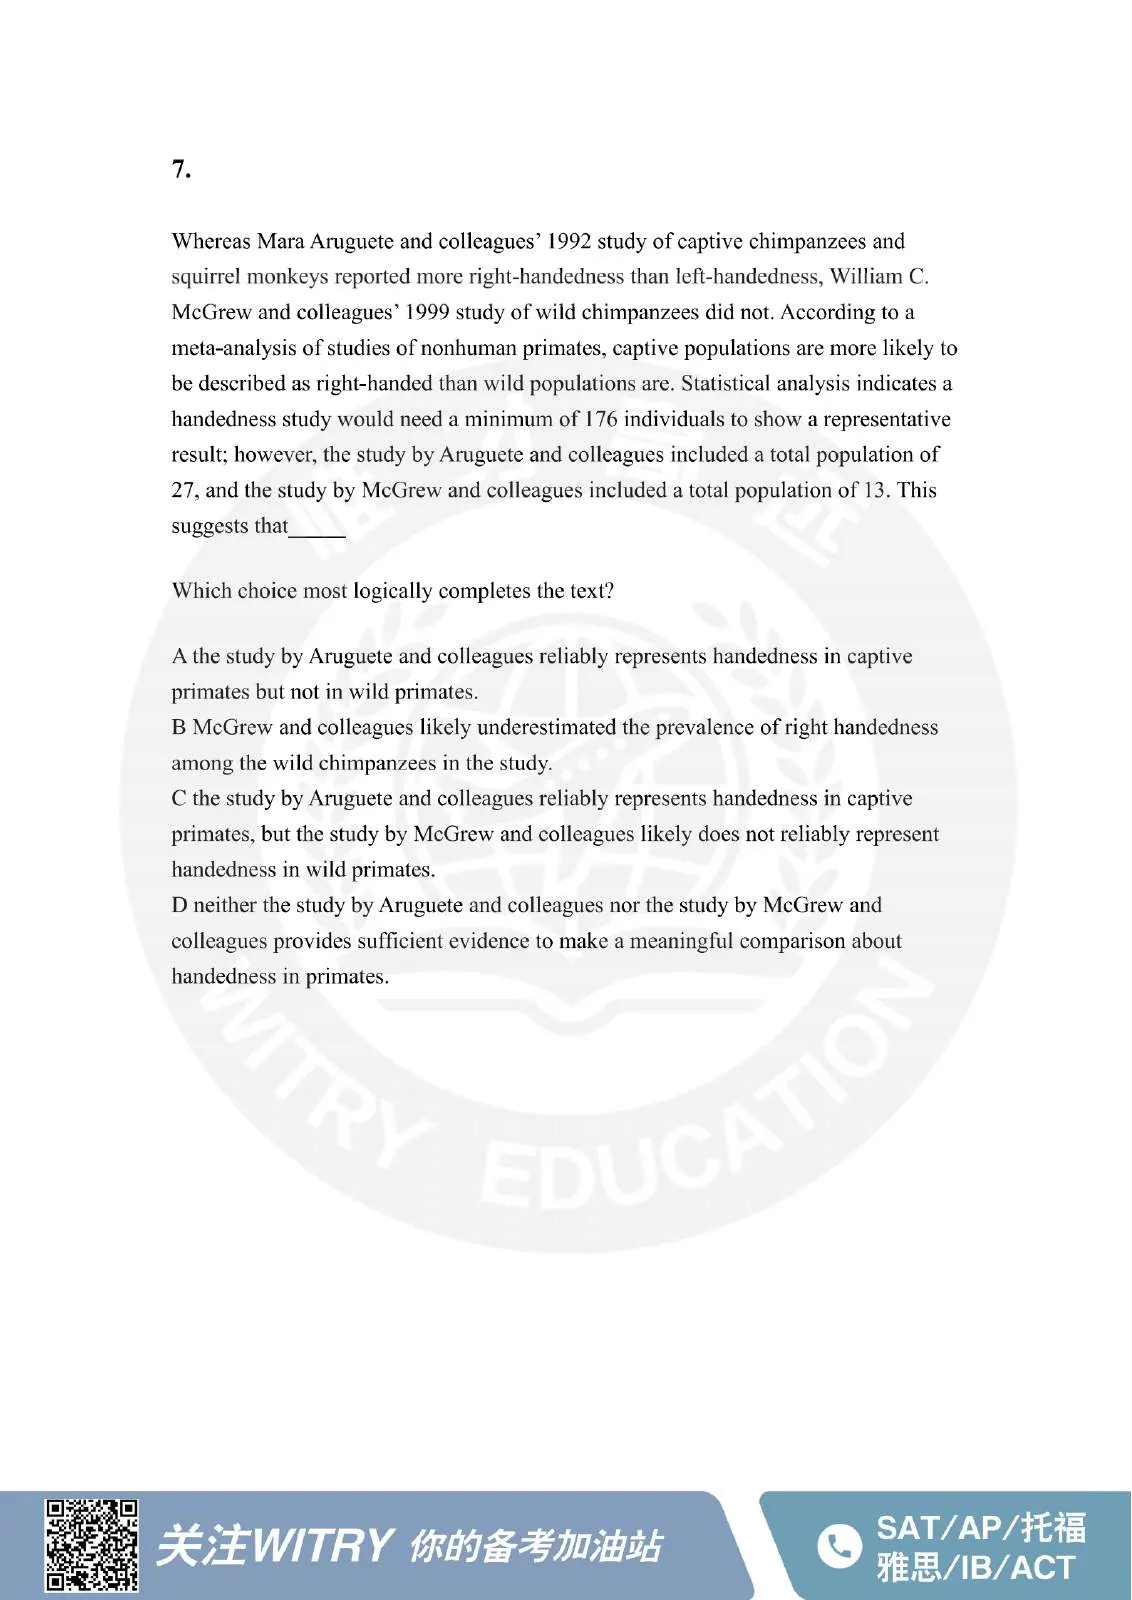 7.
Whereas Mara Aruguete and colleagues’ 1992 study of captive chimpanzees and
squirrel monkeys reported more right-handedness than left-handedness, William C.
McGrew and colleagues’ 1999 study of wild chimpanzees did not. According to a
meta-analysis of studies of nonhuman primates, captive populations are more likely to
be described as right-handed than wild populations are. Statistical analysis indicates a
handedness study would need a minimum of 176 individuals to show a representative
result; however, the study by Aruguete and colleagues included a total population of
27, and the study by McGrew and colleagues included a total population of 13. This
suggests that_____
Which choice most logically completes the text?
A the study by Aruguete and colleagues reliably represents handedness in captive
primates but not in wild primates.
B McGrew and colleagues likely underestimated the prevalence of right handedness
among the wild chimpanzees in the study.
C the study by Aruguete and colleagues reliably represents handedness in captive
primates, but the study by McGrew and colleagues likely does not reliably represent
handedness in wild primates.
D neither the study by Aruguete and colleagues nor the study by McGrew and
colleagues provides sufficient evidence to make a meaningful comparison about
handedness in primates.
WITRY EDUCATION
关注WITRY 你的备考加油站
SAT/AP/托福
雅思/IB/ACT